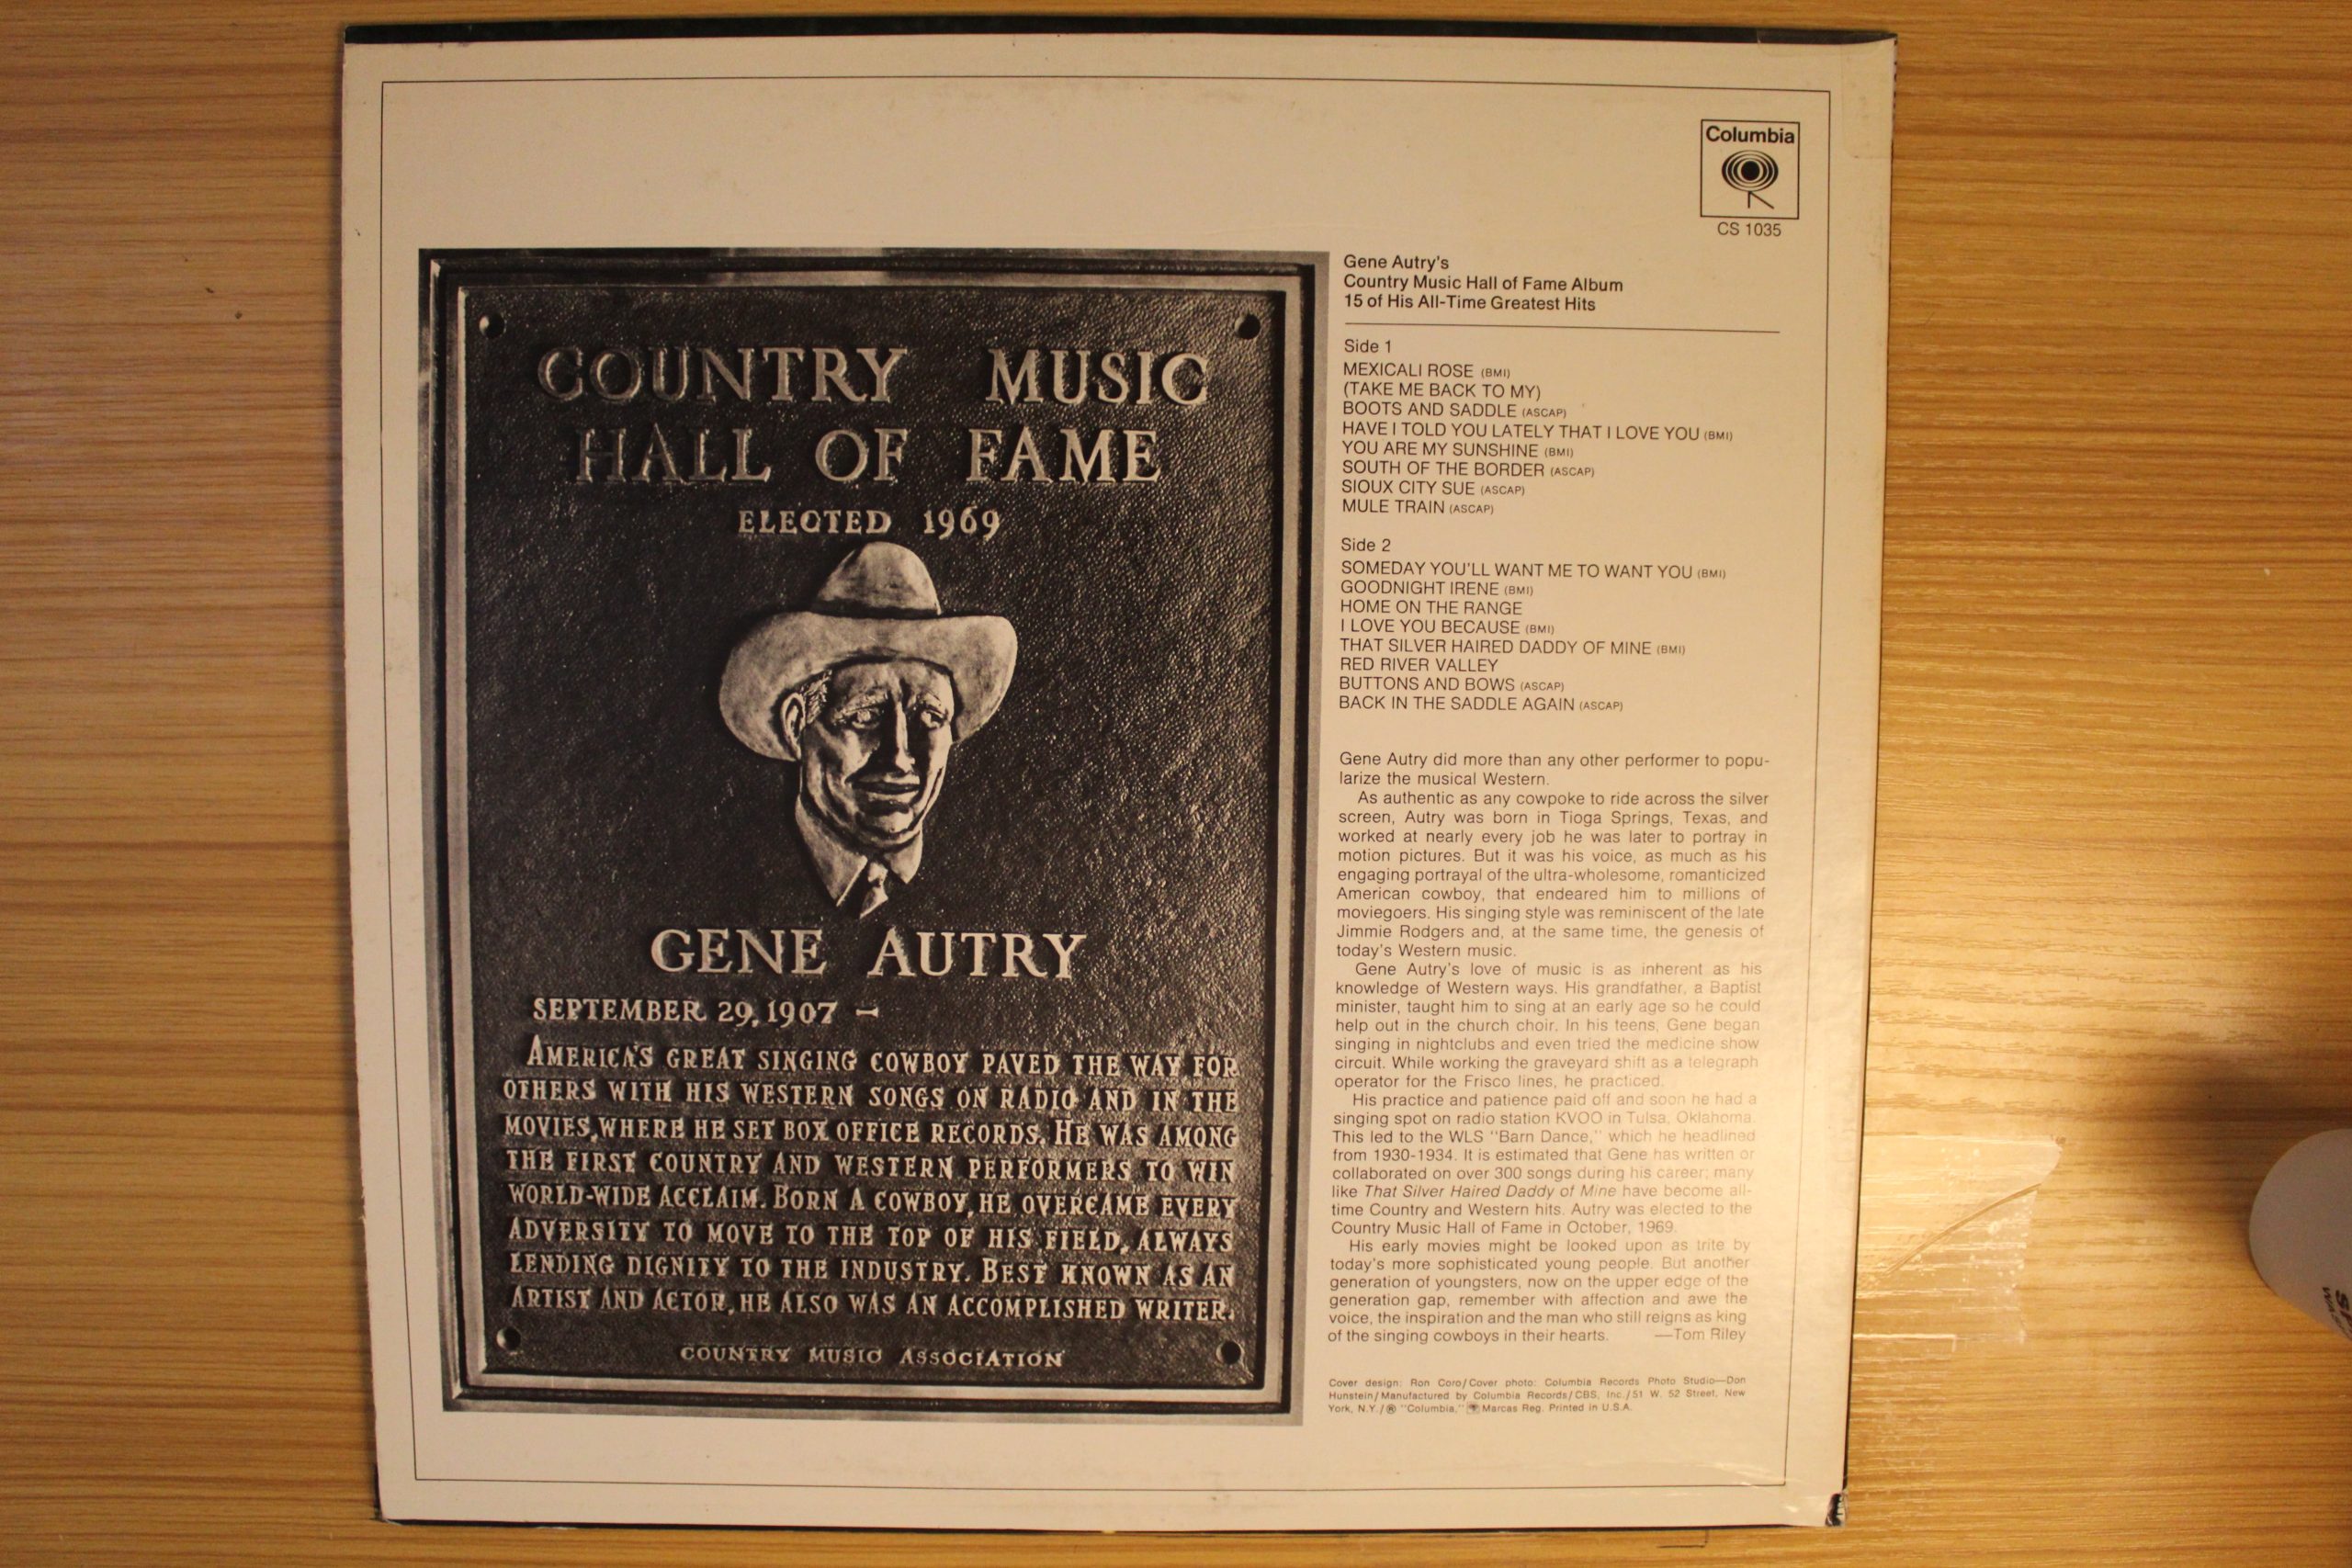 Columbia
CS 1035
COUNTRY MUSIC
HALL OF FAME
ELECTED 1969
GENE AUTRY
SEPTEMBER 29, 1907 –
AMERICA'S GREAT SINGING COWBOY PAVED THE WAY FOR
OTHERS WITH HIS WESTERN SONGS ON RADIO AND IN THE
MOVIES, WHERE HE SET BOX OFFICE RECORDS. HE WAS AMONG
THE FIRST COUNTRY AND WESTERN PERFORMERS TO WIN
WORLD-WIDE ACCLAIM. BORN A COWBOY, HE OVERCAME EVERY
ADVERSITY TO MOVE TO THE TOP OF HIS FIELD, ALWAYS
LENDING DIGNITY TO THE INDUSTRY. BEST KNOWN AS AN
ARTIST AND ACTOR, HE ALSO WAS AN ACCOMPLISHED WRITER.
COUNTRY MUSIC ASSOCIATION
Gene Autry's
Country Music Hall of Fame Album
15 of His All-Time Greatest Hits
Side 1
MEXICALI ROSE (BMI)
(TAKE ME BACK TO MY)
BOOTS AND SADDLE (ASCAP)
HAVE I TOLD YOU LATELY THAT I LOVE YOU (BMI)
YOU ARE MY SUNSHINE (BMI)
SOUTH OF THE BORDER (ASCAP)
SIOUX CITY SUE (ASCAP)
MULE TRAIN (ASCAP)
Side 2
SOMEDAY YOU'LL WANT ME TO WANT YOU (BMI)
GOODNIGHT IRENE (BMI)
HOME ON THE RANGE
I LOVE YOU BECAUSE (BMI)
THAT SILVER HAIRED DADDY OF MINE (BMI)
RED RIVER VALLEY
BUTTONS AND BOWS (ASCAP)
BACK IN THE SADDLE AGAIN (ASCAP)
Gene Autry did more than any other performer to popu-
larize the musical Western.
As authentic as any cowpoke to ride across the silver
screen, Autry was born in Tioga Springs, Texas, and
worked at nearly every job he was later to portray in
motion pictures. But it was his voice, as much as his
engaging portrayal of the ultra-wholesome, romanticized
American cowboy, that endeared him to millions of
moviegoers. His singing style was reminiscent of the late
Jimmie Rodgers and, at the same time, the genesis of
today's Western music.
Gene Autry's love of music is as inherent as his
knowledge of Western ways. His grandfather, a Baptist
minister, taught him to sing at an early age so he could
help out in the church choir. In his teens, Gene began
singing in nightclubs and even tried the medicine show
circuit. While working the graveyard shift as a telegraph
operator for the Frisco lines, he practiced.
His practice and patience paid off and soon he had a
singing spot on radio station KVOO in Tulsa, Oklahoma.
This led to the WLS "Barn Dance," which he headlined
from 1930-1934. It is estimated that Gene has written or
collaborated on over 300 songs during his career; many
like That Silver Haired Daddy of Mine have become all-
time Country and Western hits. Autry was elected to the
Country Music Hall of Fame in October, 1969.
His early movies might be looked upon as trite by
today's more sophisticated young people. But another
generation of youngsters, now on the upper edge of the
generation gap, remember with affection and awe the
voice, the inspiration and the man who still reigns as king
of the singing cowboys in their hearts. —Tom Riley
Cover design: Ron Coro/Cover photo: Columbia Records Photo Studio—Don
Hunstein/Manufactured by Columbia Records/CBS, Inc./51 W. 52 Street, New
York, N.Y./® "Columbia," Marcas Reg. Printed in U.S.A.